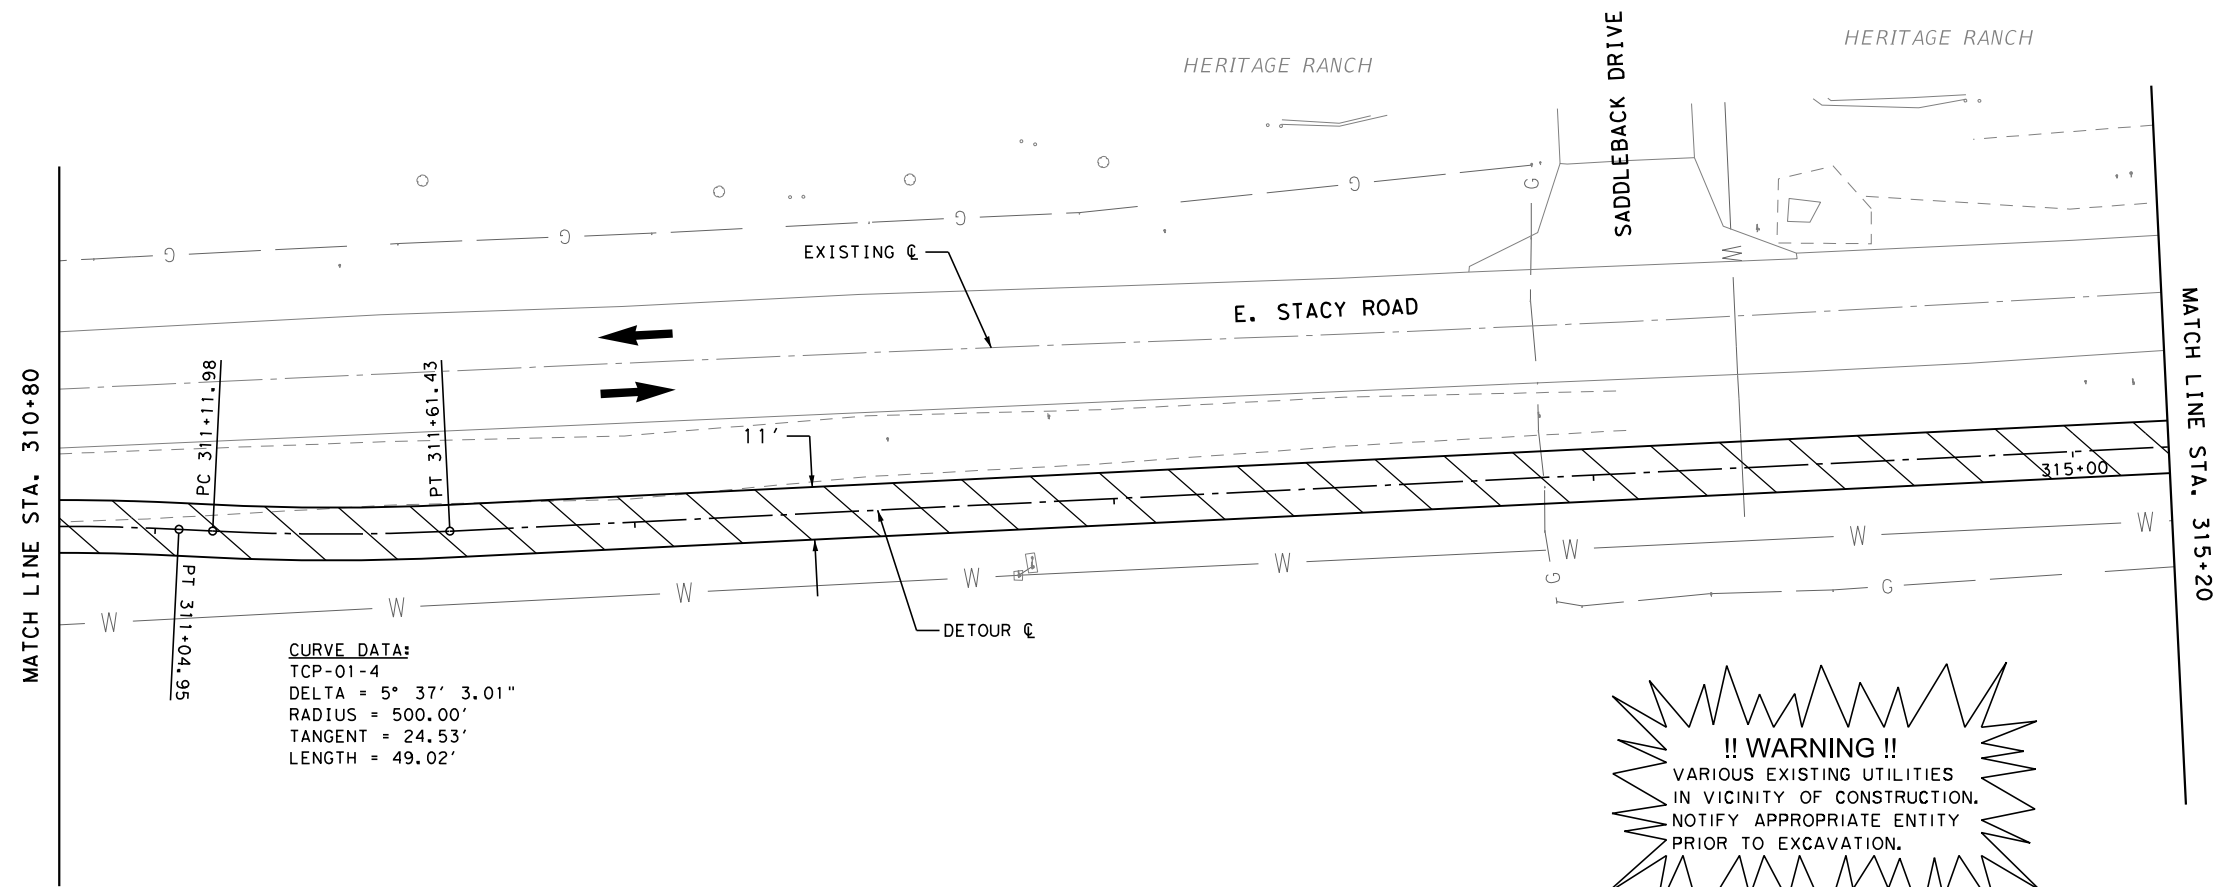 HERITAGE RANCH
HERITAGE RANCH
SADDLEBACK DRIVE
G
G
G
G
G
W
EXISTING ℄
E. STACY ROAD
MATCH LINE STA. 310+80
PC 311+11.98
PT 311+61.43
11'
315+00
MATCH LINE STA. 315+20
PT 311+04.95
W
W
W
W
W
W
W
W
G
G
DETOUR ℄
CURVE DATA:
TCP-01-4
DELTA = 5° 37' 3.01"
RADIUS = 500.00'
TANGENT = 24.53'
LENGTH = 49.02'
!! WARNING !!
VARIOUS EXISTING UTILITIES
IN VICINITY OF CONSTRUCTION.
NOTIFY APPROPRIATE ENTITY
PRIOR TO EXCAVATION.